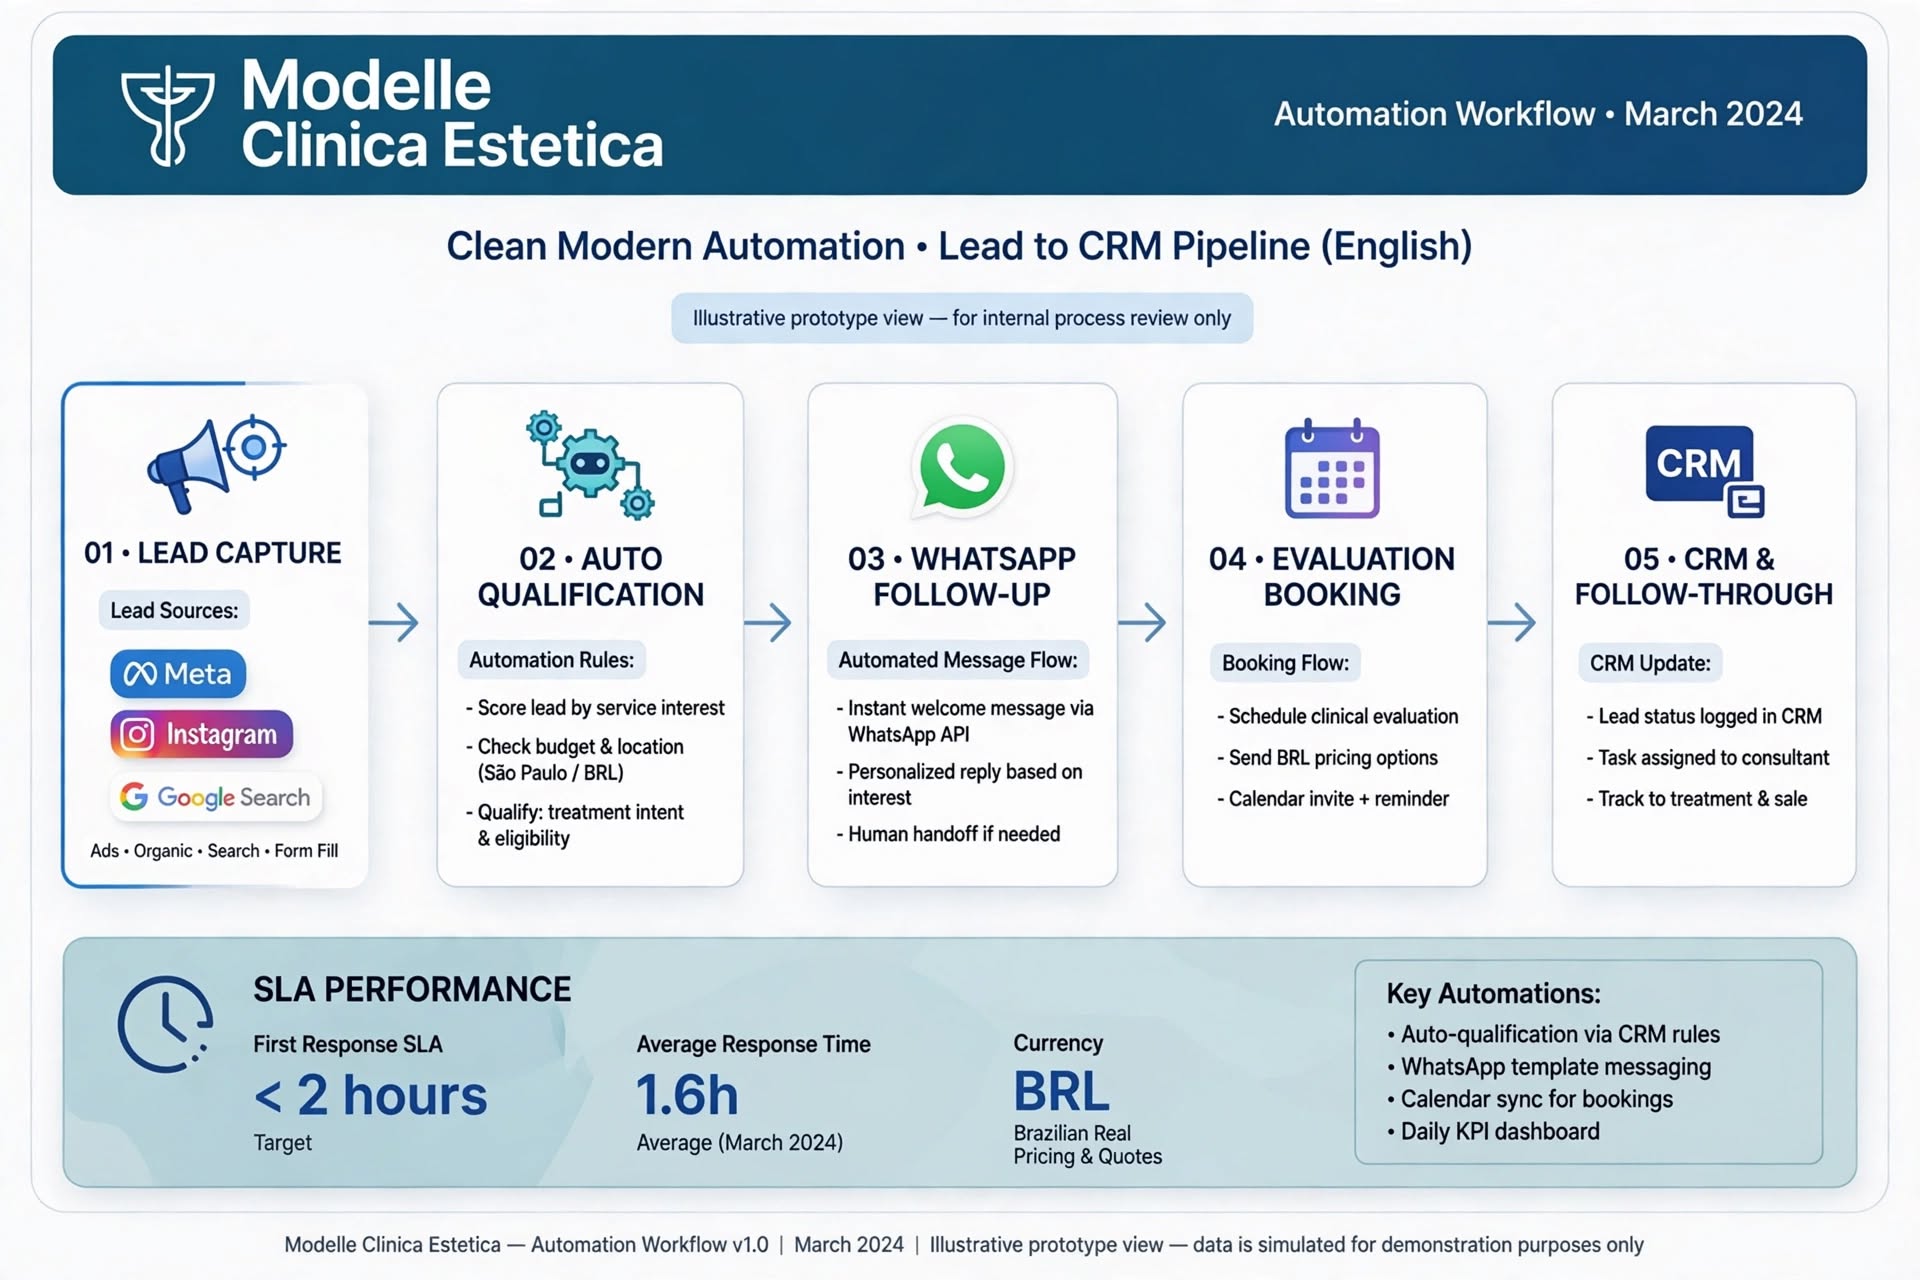 Modelle
Clinica Estetica
Automation Workflow • March 2024
Clean Modern Automation • Lead to CRM Pipeline (English)
Illustrative prototype view — for internal process review only
01 • LEAD CAPTURE
Lead Sources:
Meta
Instagram
Google Search
Ads • Organic • Search • Form Fill
02 • AUTO
QUALIFICATION
Automation Rules:
- Score lead by service interest
- Check budget & location
(São Paulo / BRL)
- Qualify: treatment intent
& eligibility
03 • WHATSAPP
FOLLOW-UP
Automated Message Flow:
- Instant welcome message via
WhatsApp API
- Personalized reply based on
interest
- Human handoff if needed
04 • EVALUATION
BOOKING
Booking Flow:
- Schedule clinical evaluation
- Send BRL pricing options
- Calendar invite + reminder
CRM
05 • CRM &
FOLLOW-THROUGH
CRM Update:
- Lead status logged in CRM
- Task assigned to consultant
- Track to treatment & sale
SLA PERFORMANCE
First Response SLA
< 2 hours
Target
Average Response Time
1.6h
Average (March 2024)
Currency
BRL
Brazilian Real
Pricing & Quotes
Key Automations:
• Auto-qualification via CRM rules
• WhatsApp template messaging
• Calendar sync for bookings
• Daily KPI dashboard
Modelle Clinica Estetica — Automation Workflow v1.0 | March 2024 | Illustrative prototype view — data is simulated for demonstration purposes only